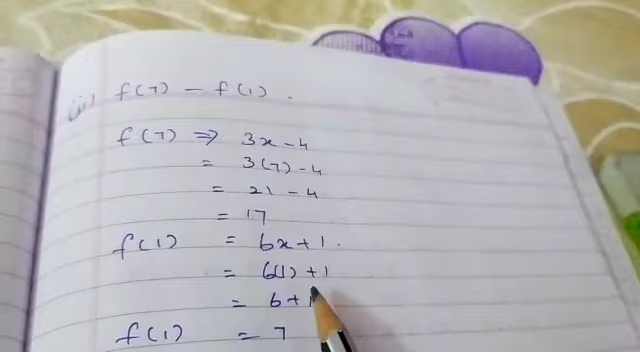 (ii) f(7) - f(1).
f(7) ⇒ 3x - 4
= 3(7) - 4
= 21 - 4
= 17
f(1) = 6x + 1.
= 6(1) + 1
= 6 + 1
f(1) = 7